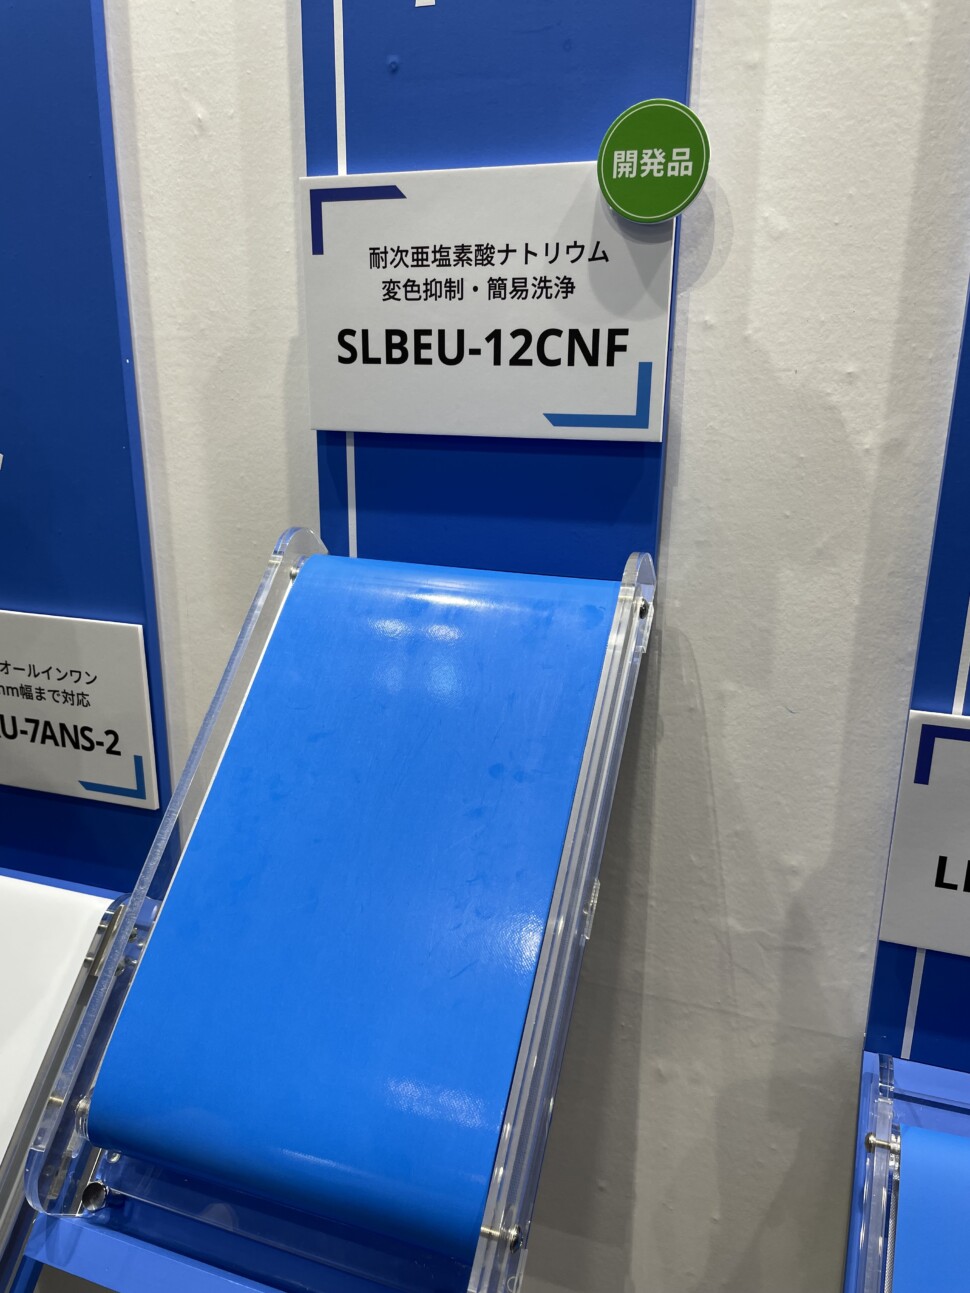 開発品
耐次亜塩素酸ナトリウム
変色抑制・簡易洗浄
SLBEU-12CNF
オールインワン
mm幅まで対応
U-7ANS-2